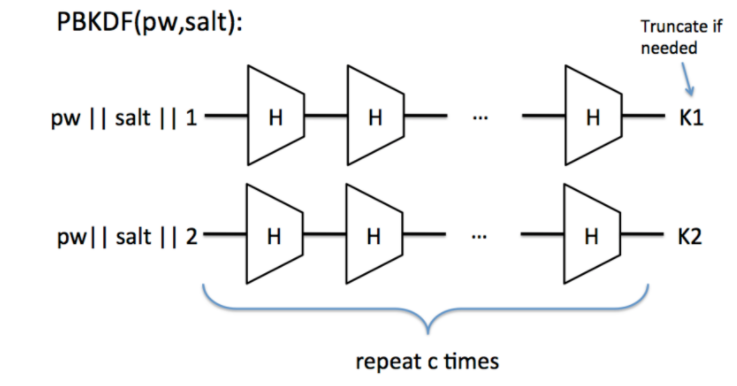 PBKDF(pw,salt):
Truncate if
needed
pw || salt || 1
H
H
...
H
K1
pw|| salt || 2
H
H
...
H
K2
repeat c times